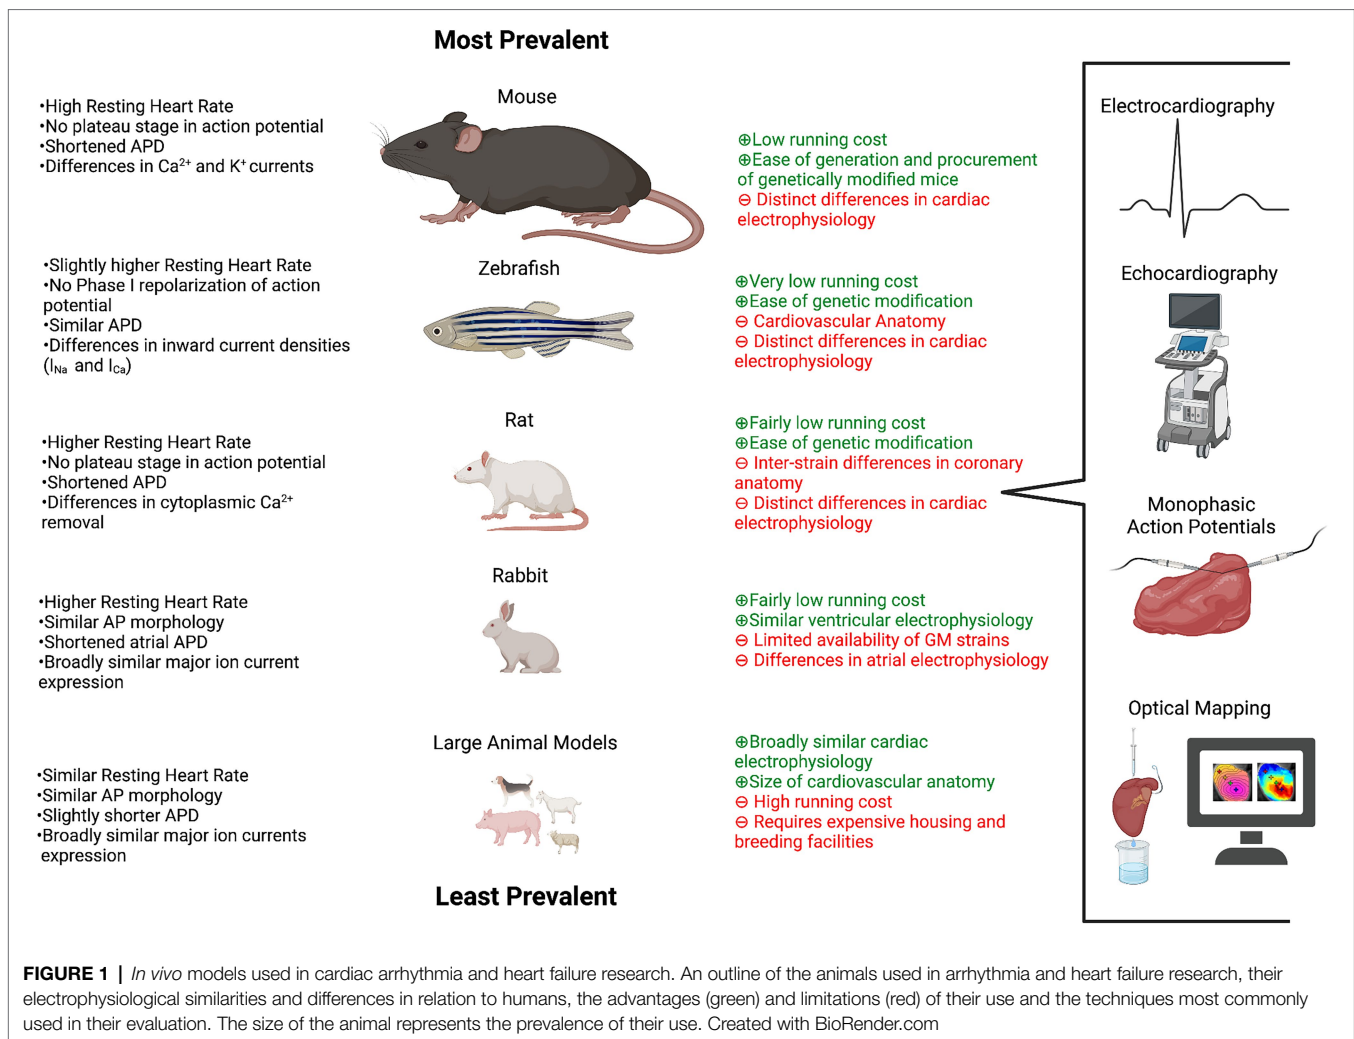 Most Prevalent
Mouse
•High Resting Heart Rate
•No plateau stage in action potential
•Shortened APD
•Differences in Ca²⁺ and K⁺ currents
⊕Low running cost
⊕Ease of generation and procurement
of genetically modified mice
⊖ Distinct differences in cardiac
electrophysiology
Zebrafish
•Slightly higher Resting Heart Rate
•No Phase I repolarization of action
potential
•Similar APD
•Differences in inward current densities
(I_Na and I_Ca)
⊕Very low running cost
⊕Ease of genetic modification
⊖ Cardiovascular Anatomy
⊖ Distinct differences in cardiac
electrophysiology
Rat
•Higher Resting Heart Rate
•No plateau stage in action potential
•Shortened APD
•Differences in cytoplasmic Ca²⁺
removal
⊕Fairly low running cost
⊕Ease of genetic modification
⊖ Inter-strain differences in coronary
anatomy
⊖ Distinct differences in cardiac
electrophysiology
Rabbit
•Higher Resting Heart Rate
•Similar AP morphology
•Shortened atrial APD
•Broadly similar major ion current
expression
⊕Fairly low running cost
⊕Similar ventricular electrophysiology
⊖ Limited availability of GM strains
⊖ Differences in atrial electrophysiology
Large Animal Models
•Similar Resting Heart Rate
•Similar AP morphology
•Slightly shorter APD
•Broadly similar major ion currents
expression
⊕Broadly similar cardiac
electrophysiology
⊕Size of cardiovascular anatomy
⊖ High running cost
⊖ Requires expensive housing and
breeding facilities
Least Prevalent
Electrocardiography
Echocardiography
Monophasic
Action Potentials
Optical Mapping
FIGURE 1 | In vivo models used in cardiac arrhythmia and heart failure research. An outline of the animals used in arrhythmia and heart failure research, their
electrophysiological similarities and differences in relation to humans, the advantages (green) and limitations (red) of their use and the techniques most commonly
used in their evaluation. The size of the animal represents the prevalence of their use. Created with BioRender.com